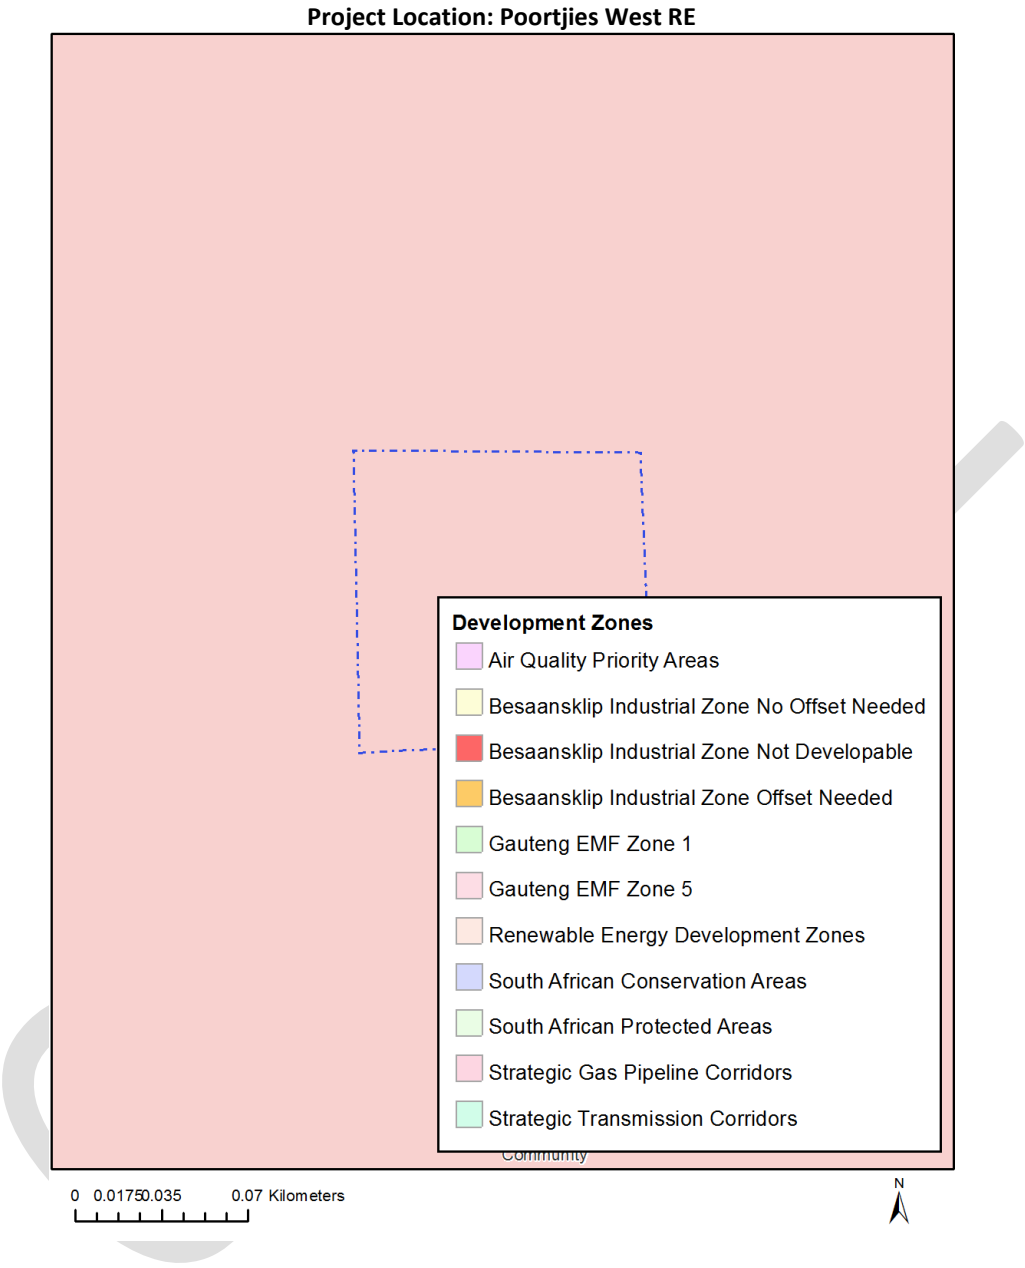 Project Location: Poortjies West RE
Development Zones
Air Quality Priority Areas
Besaansklip Industrial Zone No Offset Needed
Besaansklip Industrial Zone Not Developable
Besaansklip Industrial Zone Offset Needed
Gauteng EMF Zone 1
Gauteng EMF Zone 5
Renewable Energy Development Zones
South African Conservation Areas
South African Protected Areas
Strategic Gas Pipeline Corridors
Strategic Transmission Corridors
Community
0 0.0175 0.035 0.07 Kilometers
N